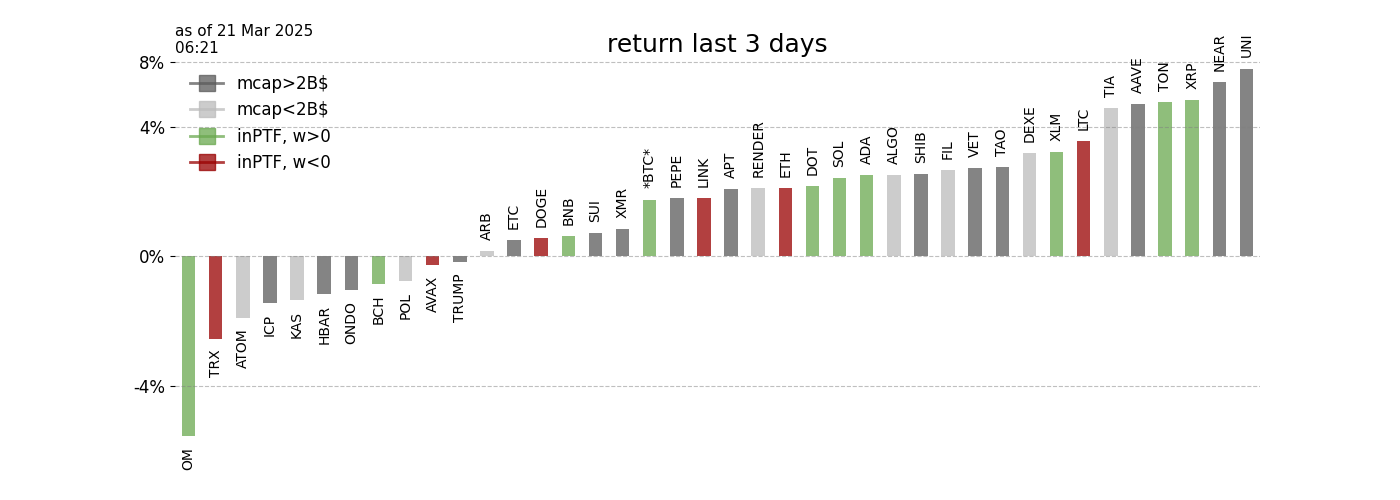 as of 21 Mar 2025
06:21
return last 3 days
8%
4%
0%
-4%
mcap>2B$
mcap<2B$
inPTF, w>0
inPTF, w<0
OM
TRX
ATOM
ICP
KAS
HBAR
ONDO
BCH
POL
AVAX
TRUMP
ARB
ETC
DOGE
BNB
SUI
XMR
*BTC*
PEPE
LINK
APT
RENDER
ETH
DOT
SOL
ADA
ALGO
SHIB
FIL
VET
TAO
DEXE
XLM
LTC
TIA
AAVE
TON
XRP
NEAR
UNI